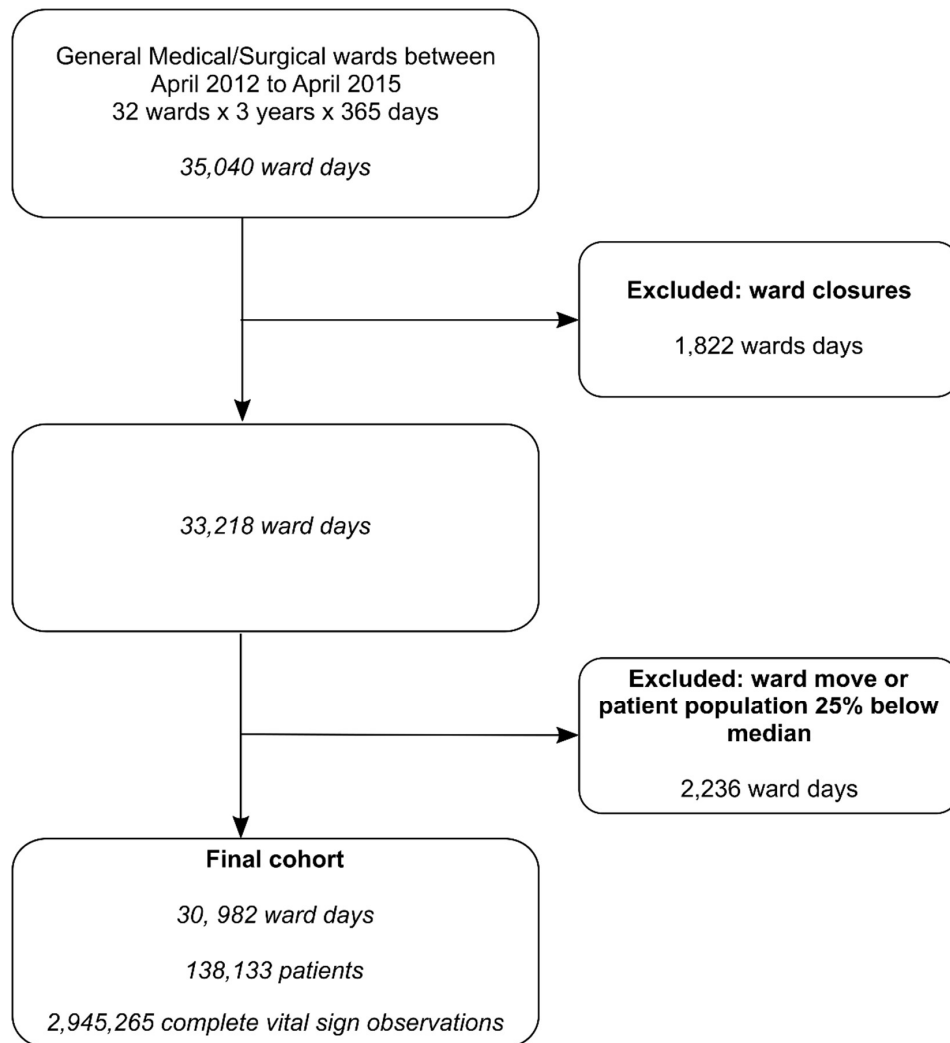 General Medical/Surgical wards between
April 2012 to April 2015
32 wards x 3 years x 365 days
35,040 ward days
Excluded: ward closures
1,822 wards days
33,218 ward days
Excluded: ward move or
patient population 25% below
median
2,236 ward days
Final cohort
30, 982 ward days
138,133 patients
2,945,265 complete vital sign observations